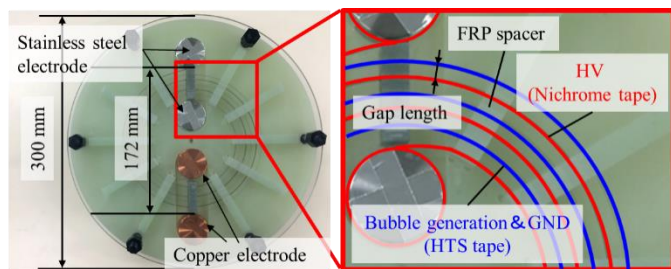 Stainless steel
electrode
300 mm
172 mm
Copper electrode
FRP spacer
HV
(Nichrome tape)
Gap length
Bubble generation & GND
(HTS tape)